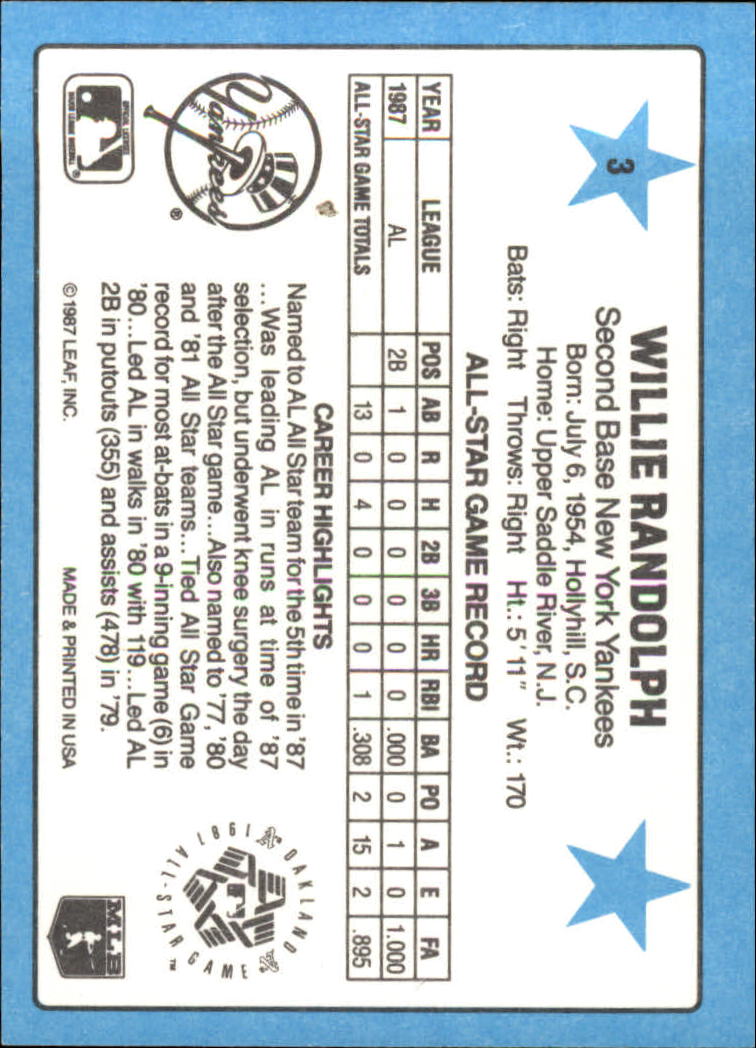 3
WILLIE RANDOLPH
Second Base New York Yankees
Born: July 6, 1954, Hollyhill, S.C.
Home: Upper Saddle River, N.J.
Bats: Right Throws: Right Ht.: 5'11" Wt.: 170
ALL-STAR GAME RECORD
YEAR LEAGUE POS AB R H 2B 3B HR RBI BA PO A E FA
1987 AL 2B 1 0 0 0 0 0 0 .000 0 1 0 1.000
ALL-STAR GAME TOTALS 13 0 4 0 0 0 1 .308 2 15 2 .895
Yankees ®
CAREER HIGHLIGHTS
Named to AL All Star team for the 5th time in '87
...Was leading AL in runs at time of '87
selection, but underwent knee surgery the day
after the All Star game...Also named to '77, '80
and '81 All Star teams...Tied All Star Game
record for most at-bats in a 9-inning game (6) in
'80...Led AL in walks in '80 with 119...Led AL
2B in putouts (355) and assists (478) in '79.
OFFICIAL LICENSEE
MAJOR LEAGUE BASEBALL
®
1987 OAKLAND A's
ALL-STAR GAME ™
MLB
© 1987 LEAF, INC. MADE & PRINTED IN USA